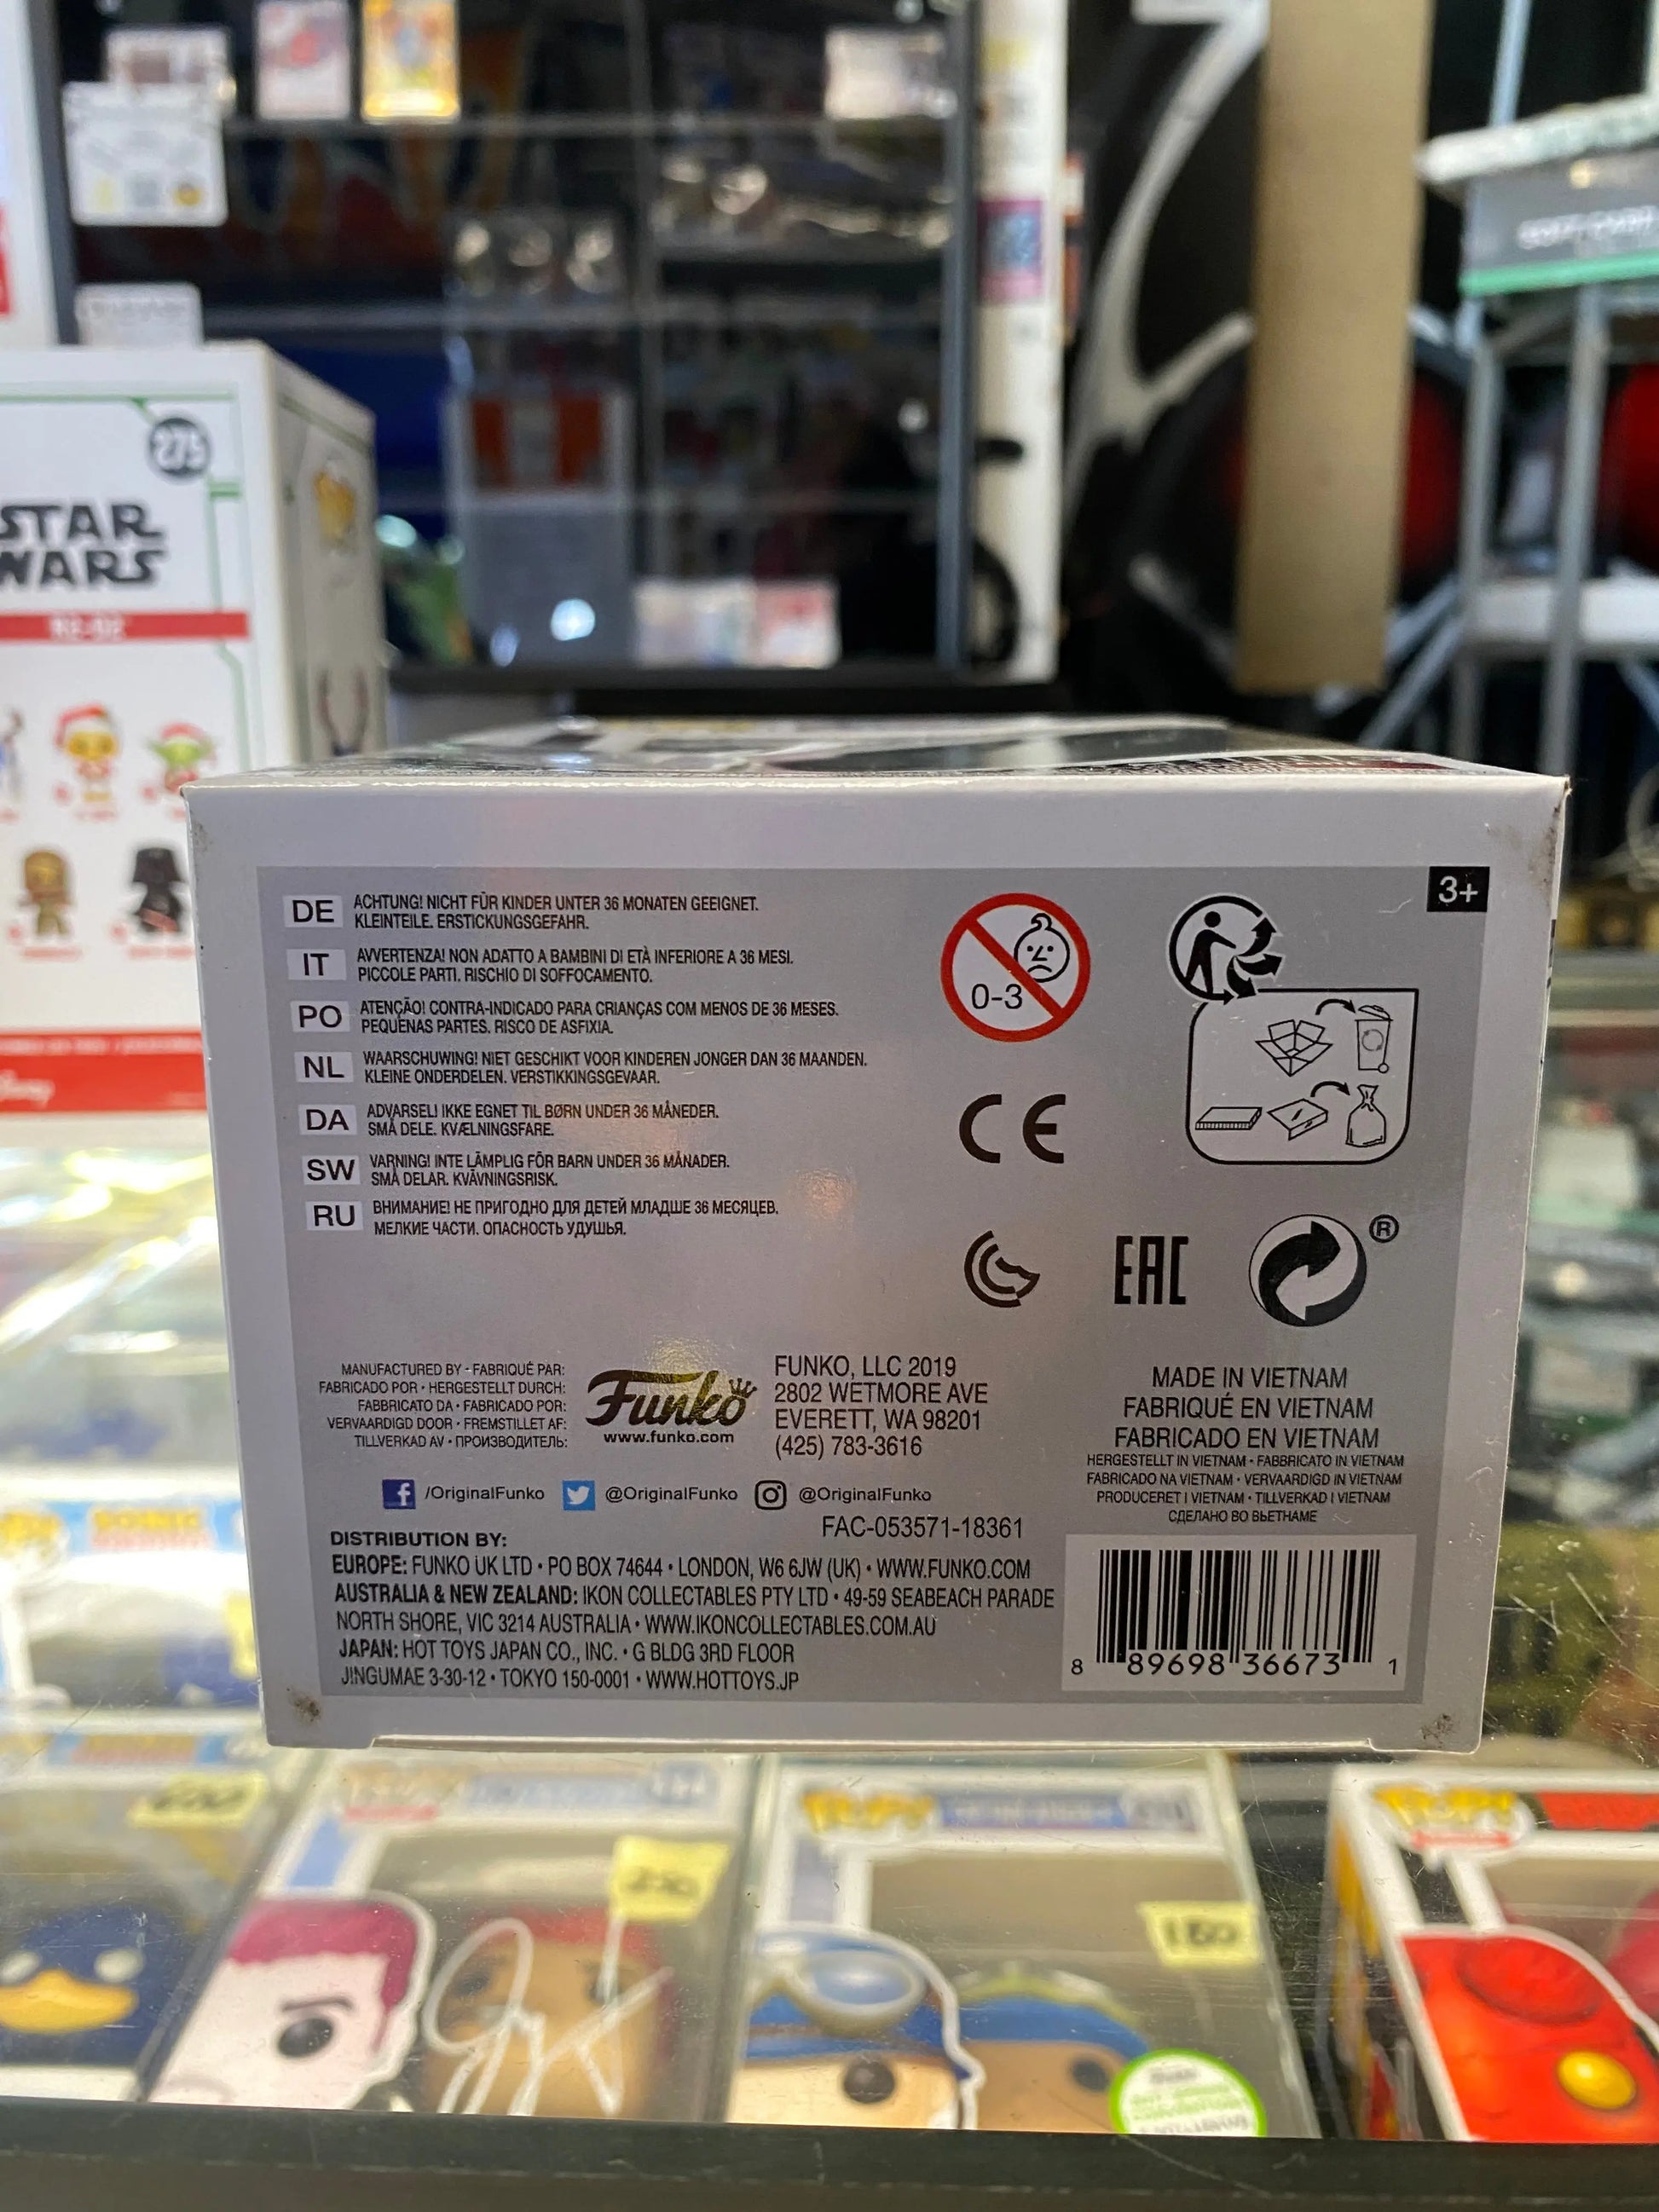 275
STAR
WARS
R2-D2
3+
DE ACHTUNG! NICHT FÜR KINDER UNTER 36 MONATEN GEEIGNET.
KLEINTEILE. ERSTICKUNGSGEFAHR.
IT AVVERTENZA! NON ADATTO A BAMBINI DI ETÀ INFERIORE A 36 MESI.
PICCOLE PARTI. RISCHIO DI SOFFOCAMENTO.
PO ATENÇÃO! CONTRA-INDICADO PARA CRIANÇAS COM MENOS DE 36 MESES.
PEQUENAS PARTES. RISCO DE ASFIXIA.
NL WAARSCHUWING! NIET GESCHIKT VOOR KINDEREN JONGER DAN 36 MAANDEN.
KLEINE ONDERDELEN. VERSTIKKINGSGEVAAR.
DA ADVARSEL! IKKE EGNET TIL BØRN UNDER 36 MÅNEDER.
SMÅ DELE. KVÆLNINGSFARE.
SW VARNING! INTE LÄMPLIG FÖR BARN UNDER 36 MÅNADER.
SMÅ DELAR. KVÄVNINGSRISK.
RU ВНИМАНИЕ! НЕ ПРИГОДНО ДЛЯ ДЕТЕЙ МЛАДШЕ 36 МЕСЯЦЕВ.
МЕЛКИЕ ЧАСТИ. ОПАСНОСТЬ УДУШЬЯ.
0-3
CE
EAC
®
MANUFACTURED BY - FABRIQUÉ PAR:
FABRICADO POR • HERGESTELLT DURCH:
FABBRICATO DA • FABRICADO POR:
VERVAARDIGD DOOR • FREMSTILLET AF:
TILLVERKAD AV • ПРОИЗВОДИТЕЛЬ:
Funko
www.funko.com
FUNKO, LLC 2019
2802 WETMORE AVE
EVERETT, WA 98201
(425) 783-3616
MADE IN VIETNAM
FABRIQUÉ EN VIETNAM
FABRICADO EN VIETNAM
HERGESTELLT IN VIETNAM • FABBRICATO IN VIETNAM
FABRICADO NA VIETNAM • VERVAARDIGD IN VIETNAM
PRODUCERET I VIETNAM • TILLVERKAD I VIETNAM
СДЕЛАНО ВО ВЬЕТНАМЕ
/OriginalFunko @OriginalFunko @OriginalFunko
FAC-053571-18361
DISTRIBUTION BY:
EUROPE: FUNKO UK LTD • PO BOX 74644 • LONDON, W6 6JW (UK) • WWW.FUNKO.COM
AUSTRALIA & NEW ZEALAND: IKON COLLECTABLES PTY LTD • 49-59 SEABEACH PARADE
NORTH SHORE, VIC 3214 AUSTRALIA • WWW.IKONCOLLECTABLES.COM.AU
JAPAN: HOT TOYS JAPAN CO., INC. • G BLDG 3RD FLOOR
JINGUMAE 3-30-12 • TOKYO 150-0001 • WWW.HOTTOYS.JP
8 89698 36673 1
SONIC
POP!
POP!
250
180